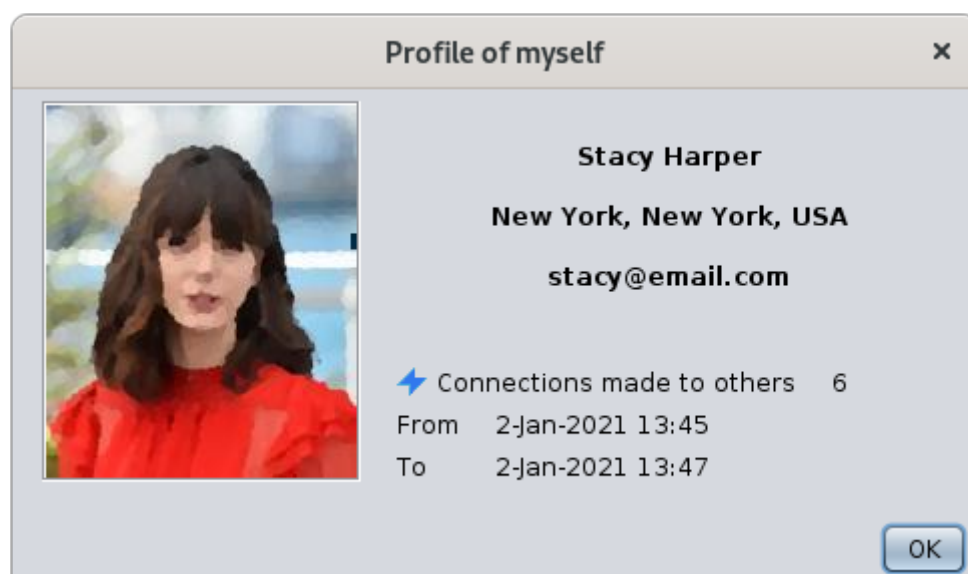 Profile of myself ×
Stacy Harper
New York, New York, USA
stacy@email.com
Connections made to others 6
From 2-Jan-2021 13:45
To 2-Jan-2021 13:47
OK